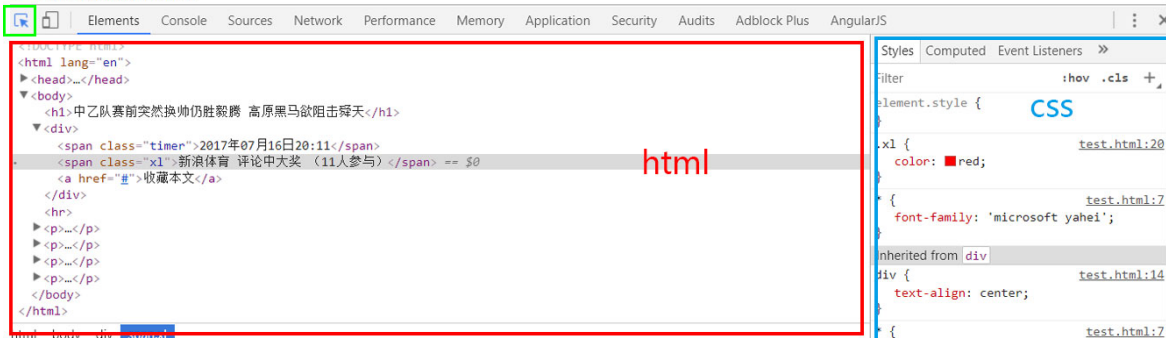 Elements Console Sources Network Performance Memory Application Security Audits Adblock Plus AngularJS
<!DOCTYPE html>
<html lang="en">
▶<head>…</head>
▼<body>
<h1>中乙队赛前突然换帅仍胜毅腾 高原黑马欲阻击舜天</h1>
▼<div>
<span class="timer">2017年07月16日20:11</span>
<span class="xl">新浪体育 评论中大奖 （11人参与）</span> == $0
<a href="#">收藏本文</a>
</div>
<hr>
▶<p>…</p>
▶<p>…</p>
▶<p>…</p>
▶<p>…</p>
</body>
</html>
html body div
html
Styles Computed Event Listeners »
Filter :hov .cls +
element.style {
}
css
.xl { test.html:20
color: red;
}
* { test.html:7
font-family: 'microsoft yahei';
}
Inherited from div
div { test.html:14
text-align: center;
}
* { test.html:7